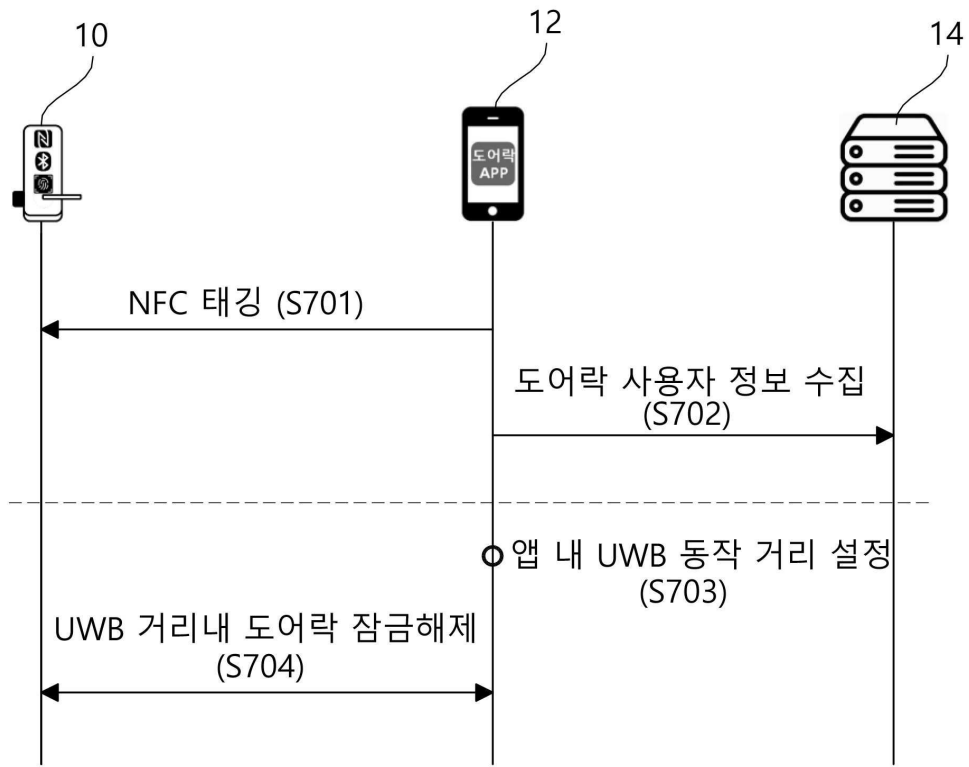 10
12
14
도어락
APP
NFC 태깅 (S701)
도어락 사용자 정보 수집
(S702)
앱 내 UWB 동작 거리 설정
(S703)
UWB 거리내 도어락 잠금해제
(S704)